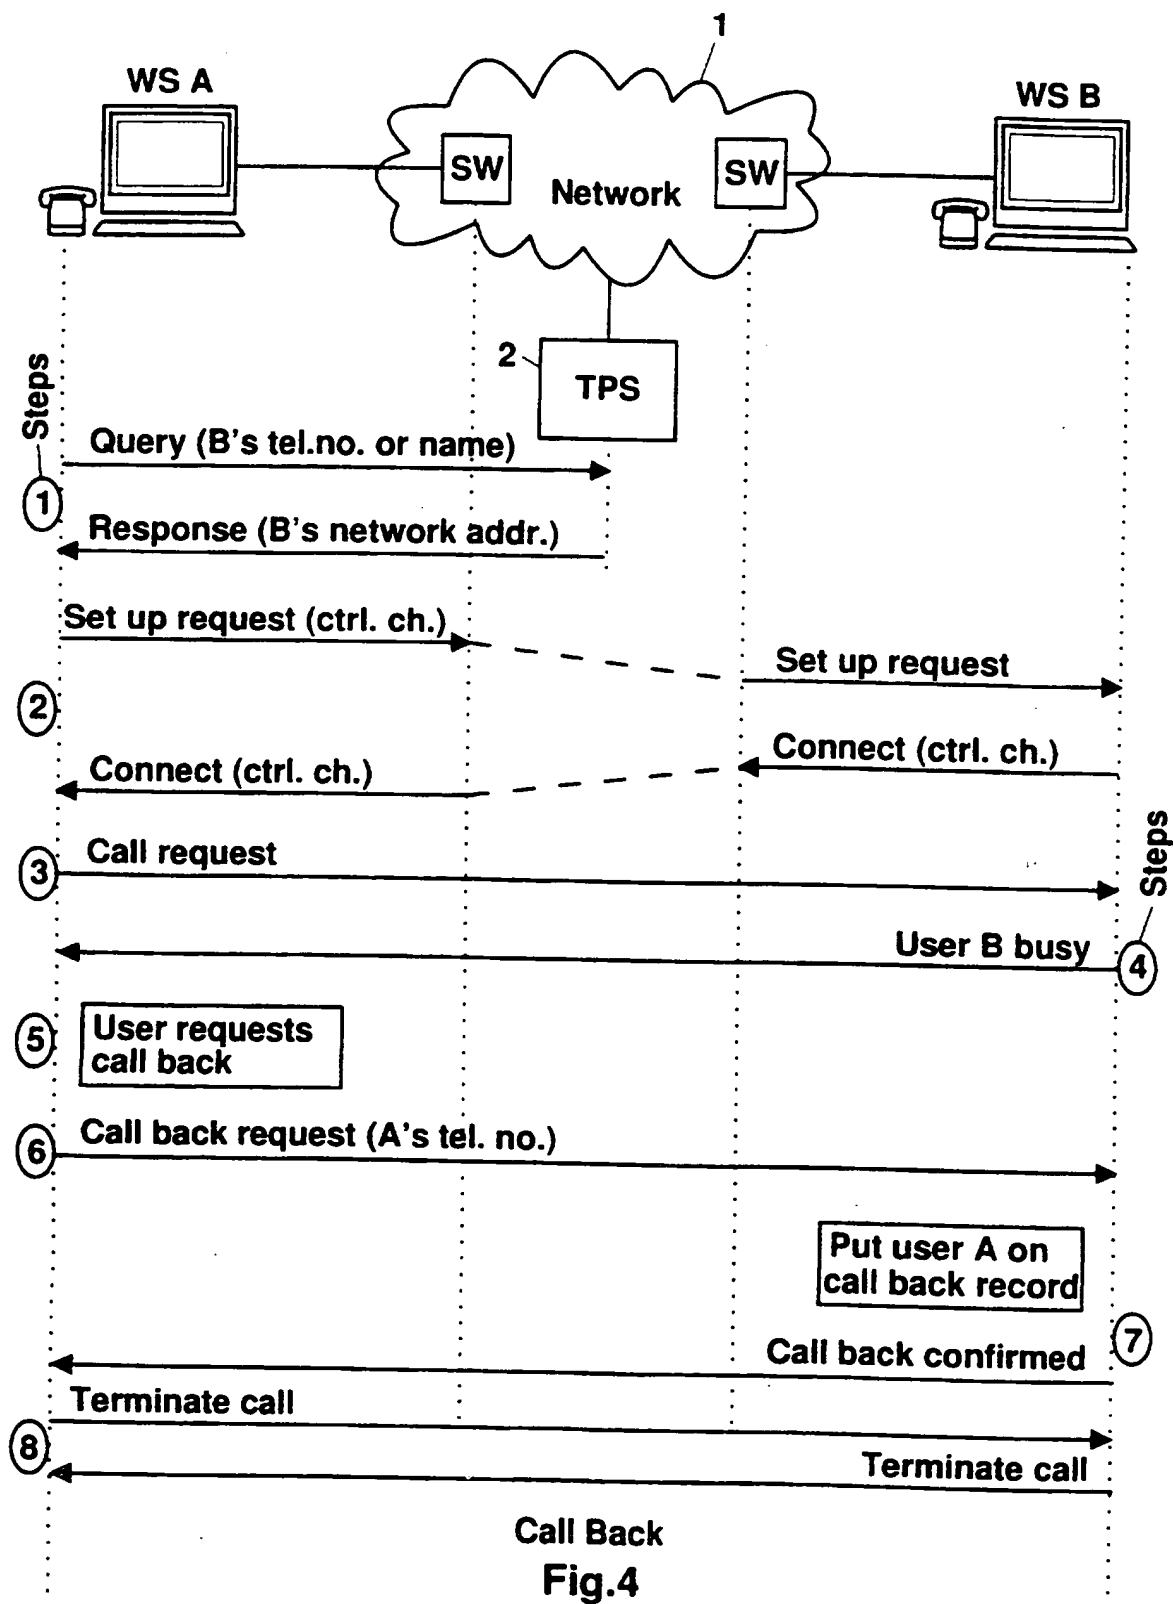 1
WS A
WS B
SW
Network
SW
2
TPS
Steps
Query (B's tel.no. or name)
1
Response (B's network addr.)
Set up request (ctrl. ch.)
Set up request
2
Connect (ctrl. ch.)
Connect (ctrl. ch.)
Steps
3
Call request
User B busy
4
5
User requests
call back
6
Call back request (A's tel. no.)
Put user A on
call back record
7
Call back confirmed
Terminate call
8
Terminate call
Call Back
Fig.4